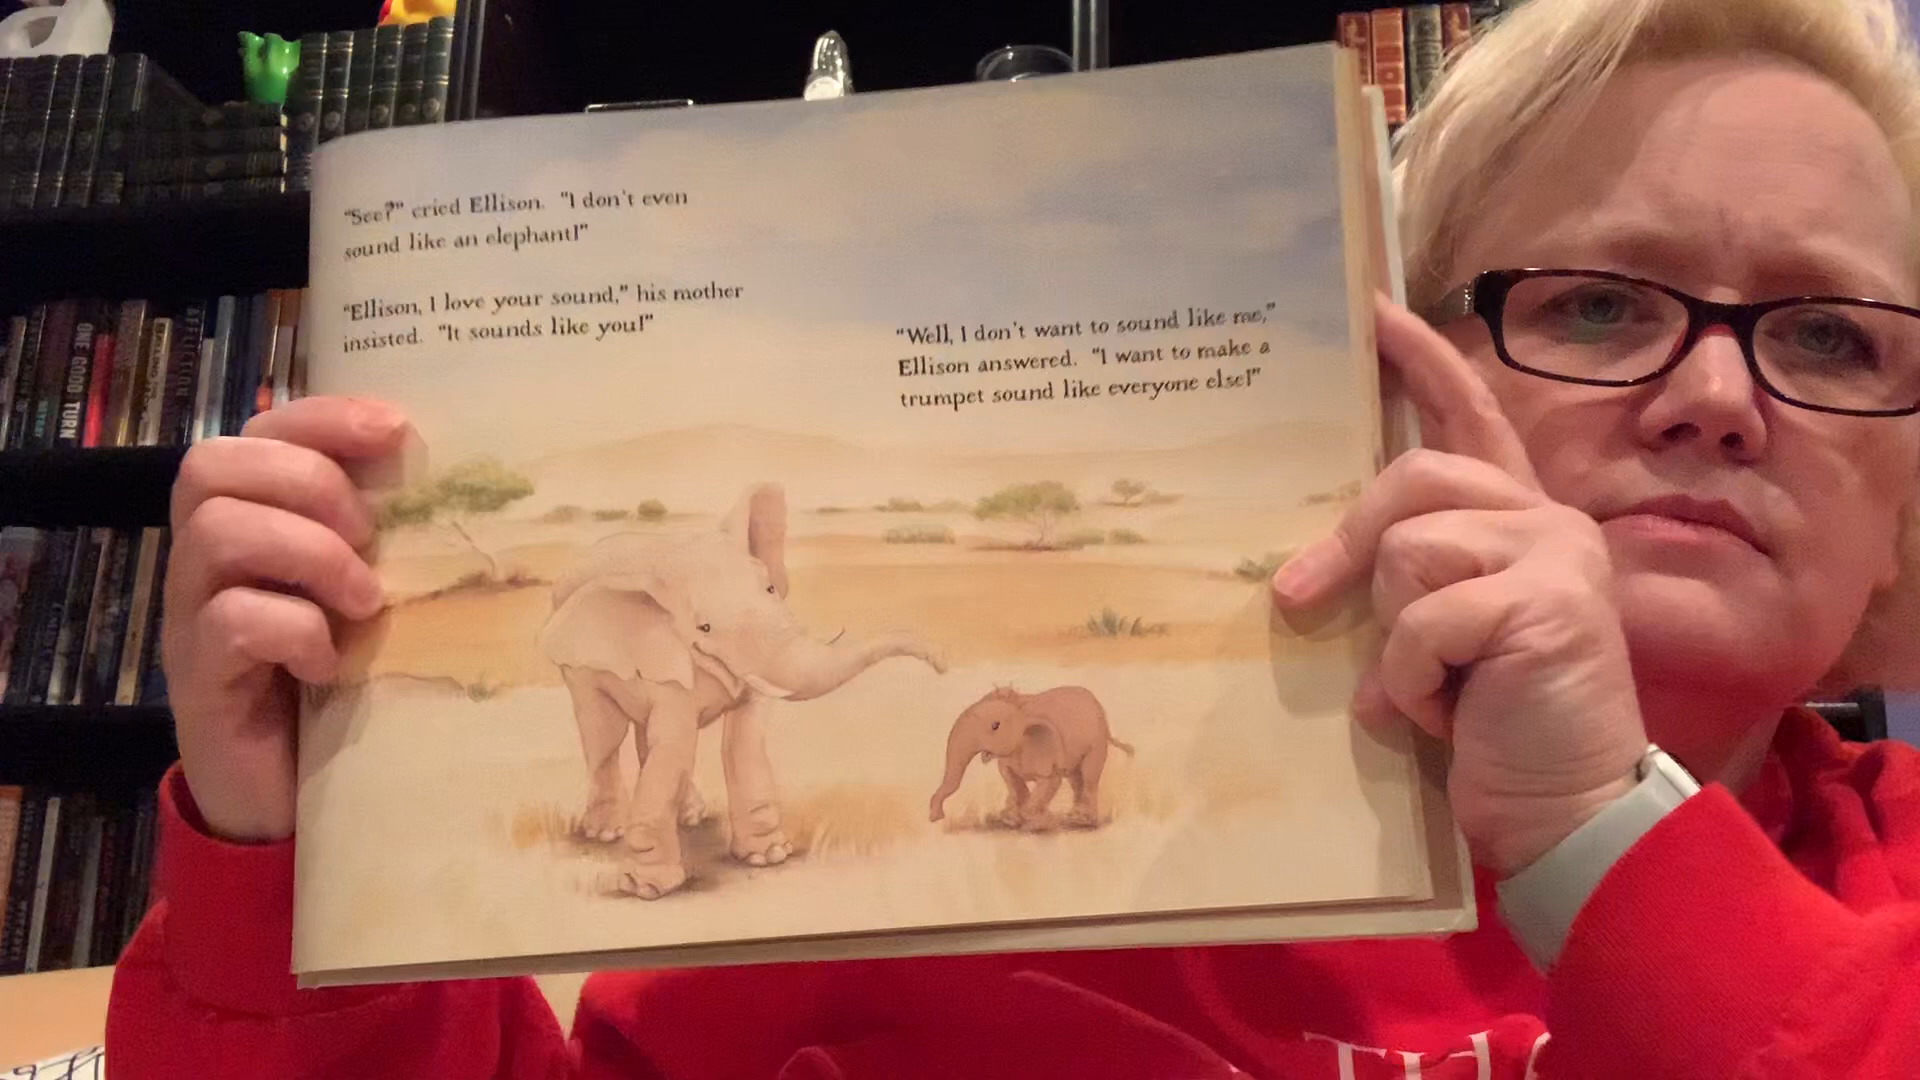 "See?" cried Ellison. "I don't even
sound like an elephant!"
"Ellison, I love your sound," his mother
insisted. "It sounds like you!"
"Well, I don't want to sound like me,"
Ellison answered. "I want to make a
trumpet sound like everyone else!"
ONE GOOD TURN
AFFLICTION